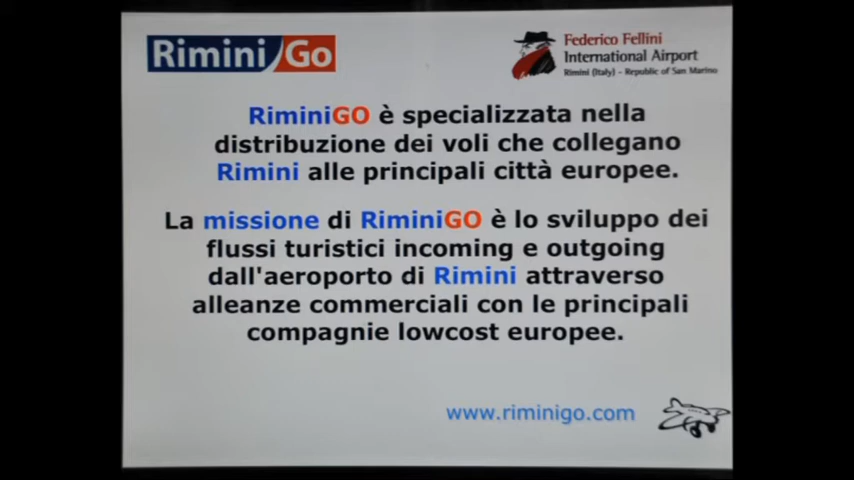 Rimini Go
Federico Fellini
International Airport
Rimini (Italy) - Republic of San Marino
RiminiGO è specializzata nella
distribuzione dei voli che collegano
Rimini alle principali città europee.
La missione di RiminiGO è lo sviluppo dei
flussi turistici incoming e outgoing
dall'aeroporto di Rimini attraverso
alleanze commerciali con le principali
compagnie lowcost europee.
www.riminigo.com